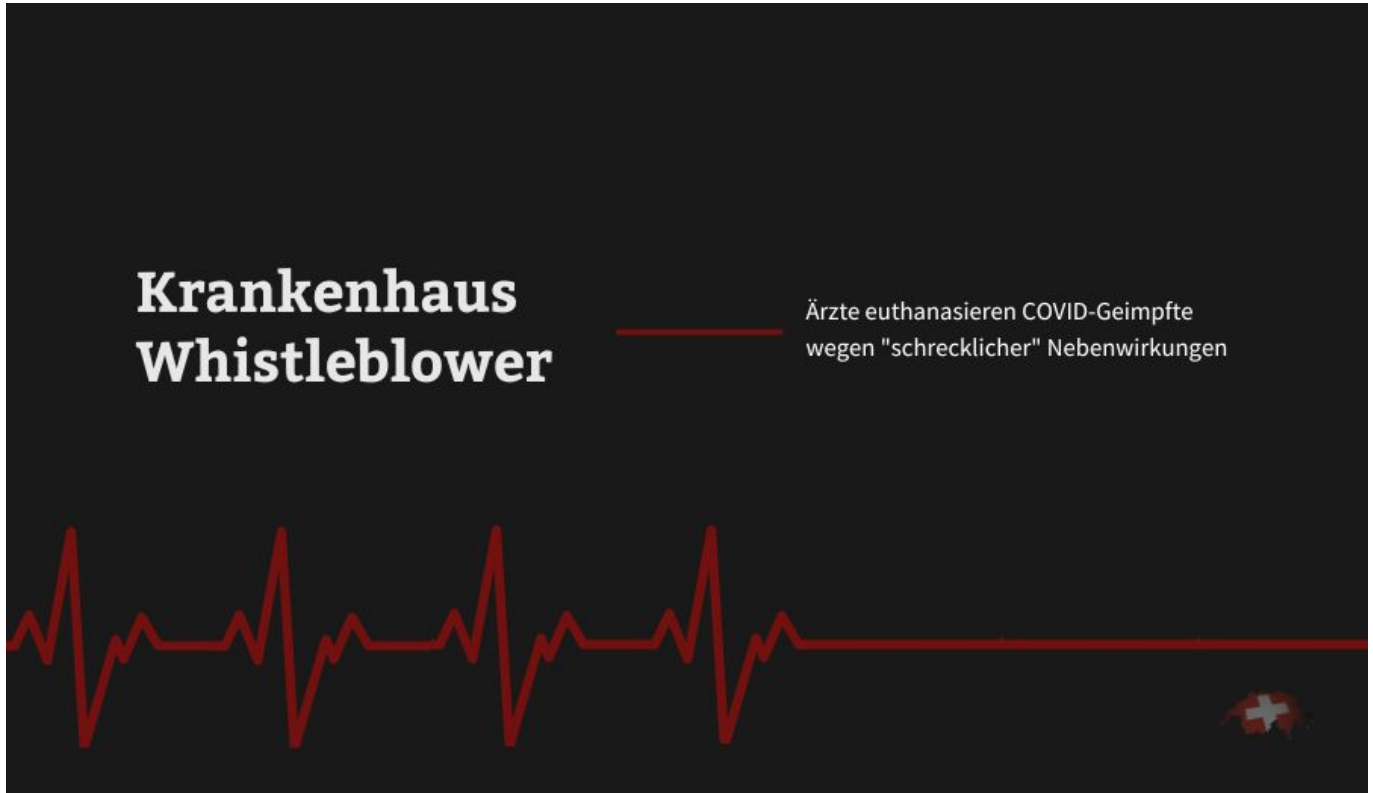 Krankenhaus
Whistleblower
Ärzte euthanasieren COVID-Geimpfte
wegen "schrecklicher" Nebenwirkungen